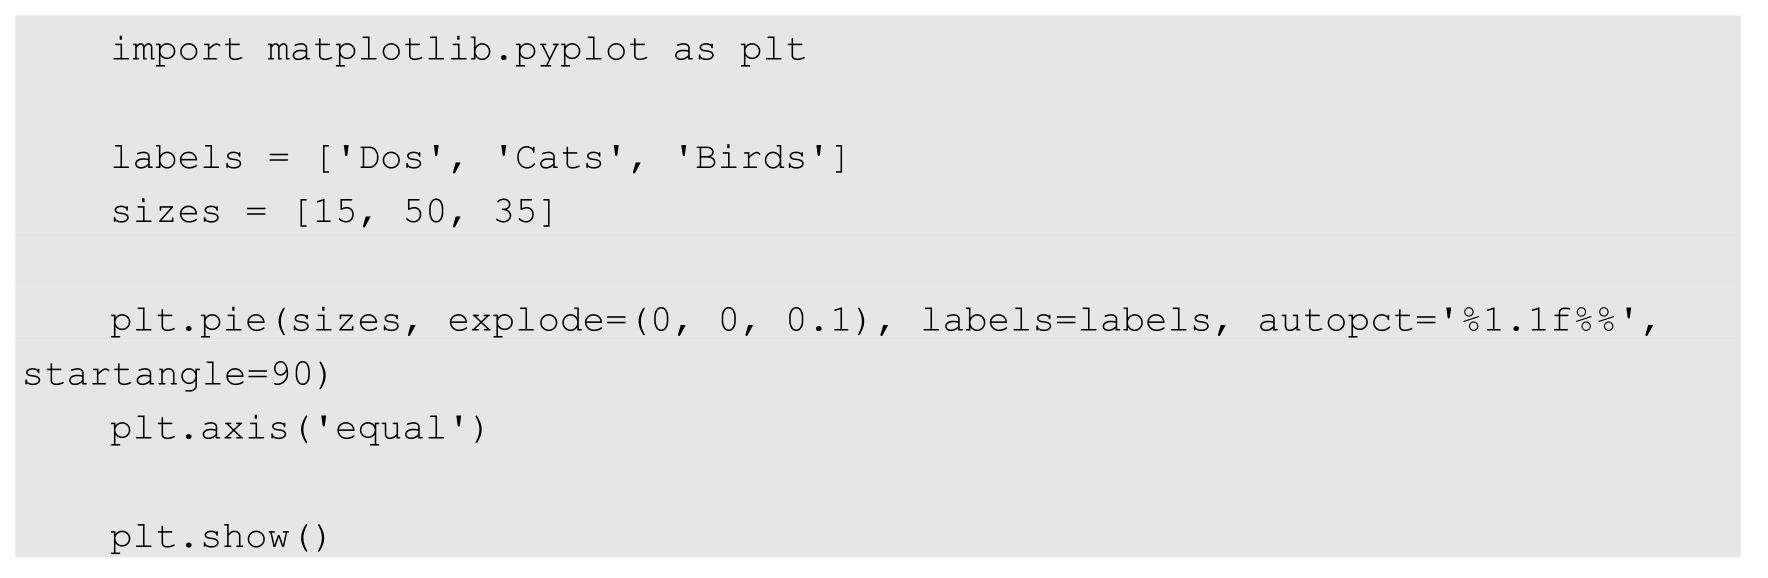 import matplotlib.pyplot as plt
labels = ['Dos', 'Cats', 'Birds']
sizes = [15, 50, 35]
plt.pie(sizes, explode=(0, 0, 0.1), labels=labels, autopct='%1.1f%%',
startangle=90)
plt.axis('equal')
plt.show()